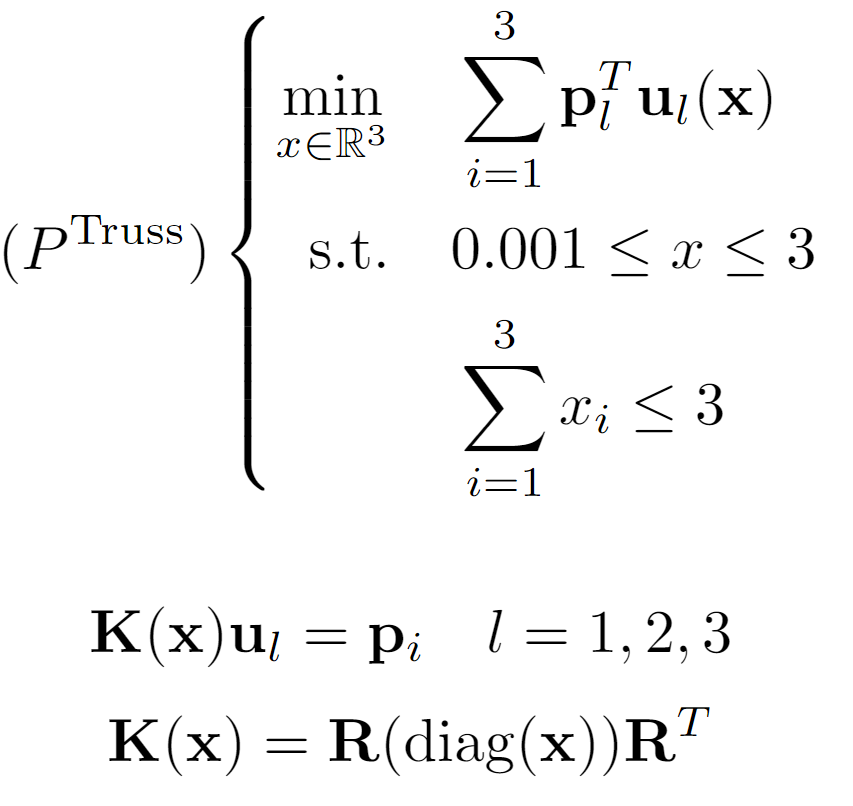 (P^Truss) { min_{x∈ℝ³} ∑_{i=1}^{3} 𝐩_l^T 𝐮_l(𝐱)
s.t. 0.001 ≤ x ≤ 3
∑_{i=1}^{3} x_i ≤ 3
𝐊(𝐱)𝐮_l = 𝐩_i l = 1, 2, 3
𝐊(𝐱) = 𝐑(diag(𝐱))𝐑^T